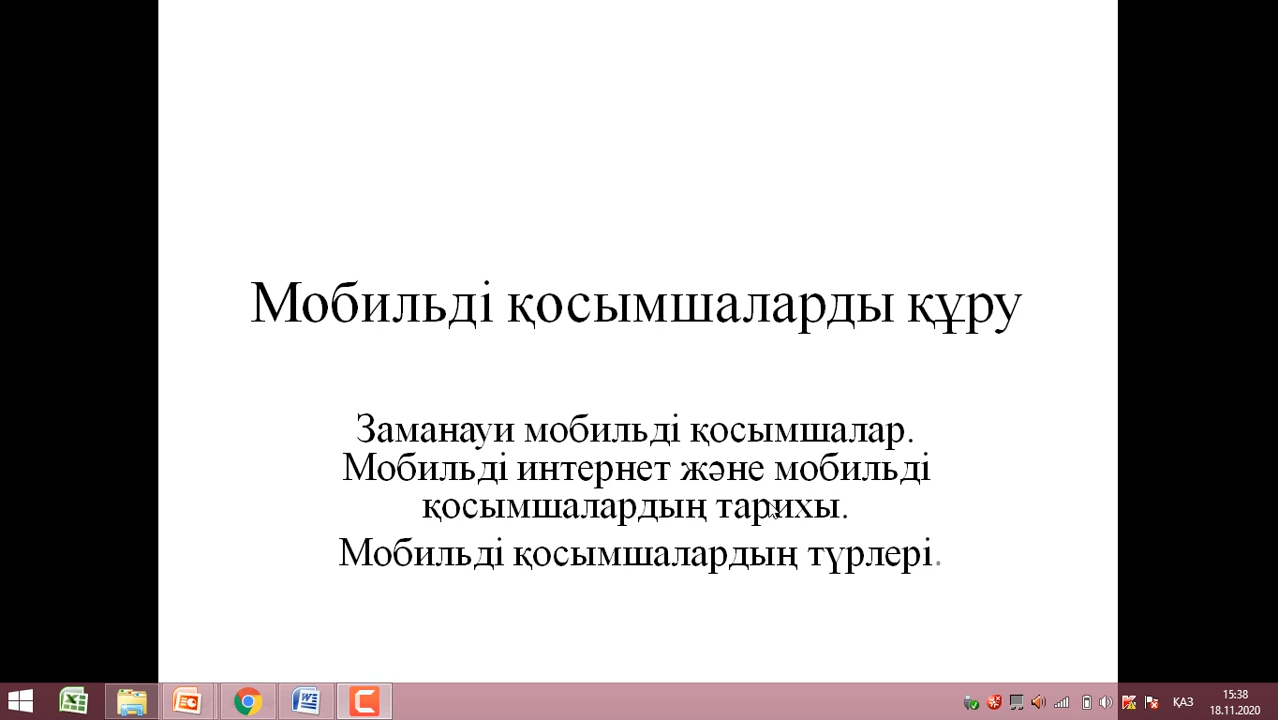 Мобильді қосымшаларды құру
Заманауи мобильді қосымшалар.
Мобильді интернет және мобильді
қосымшалардың тарихы.
Мобильді қосымшалардың түрлері.
ҚАЗ
15:38
18.11.2020